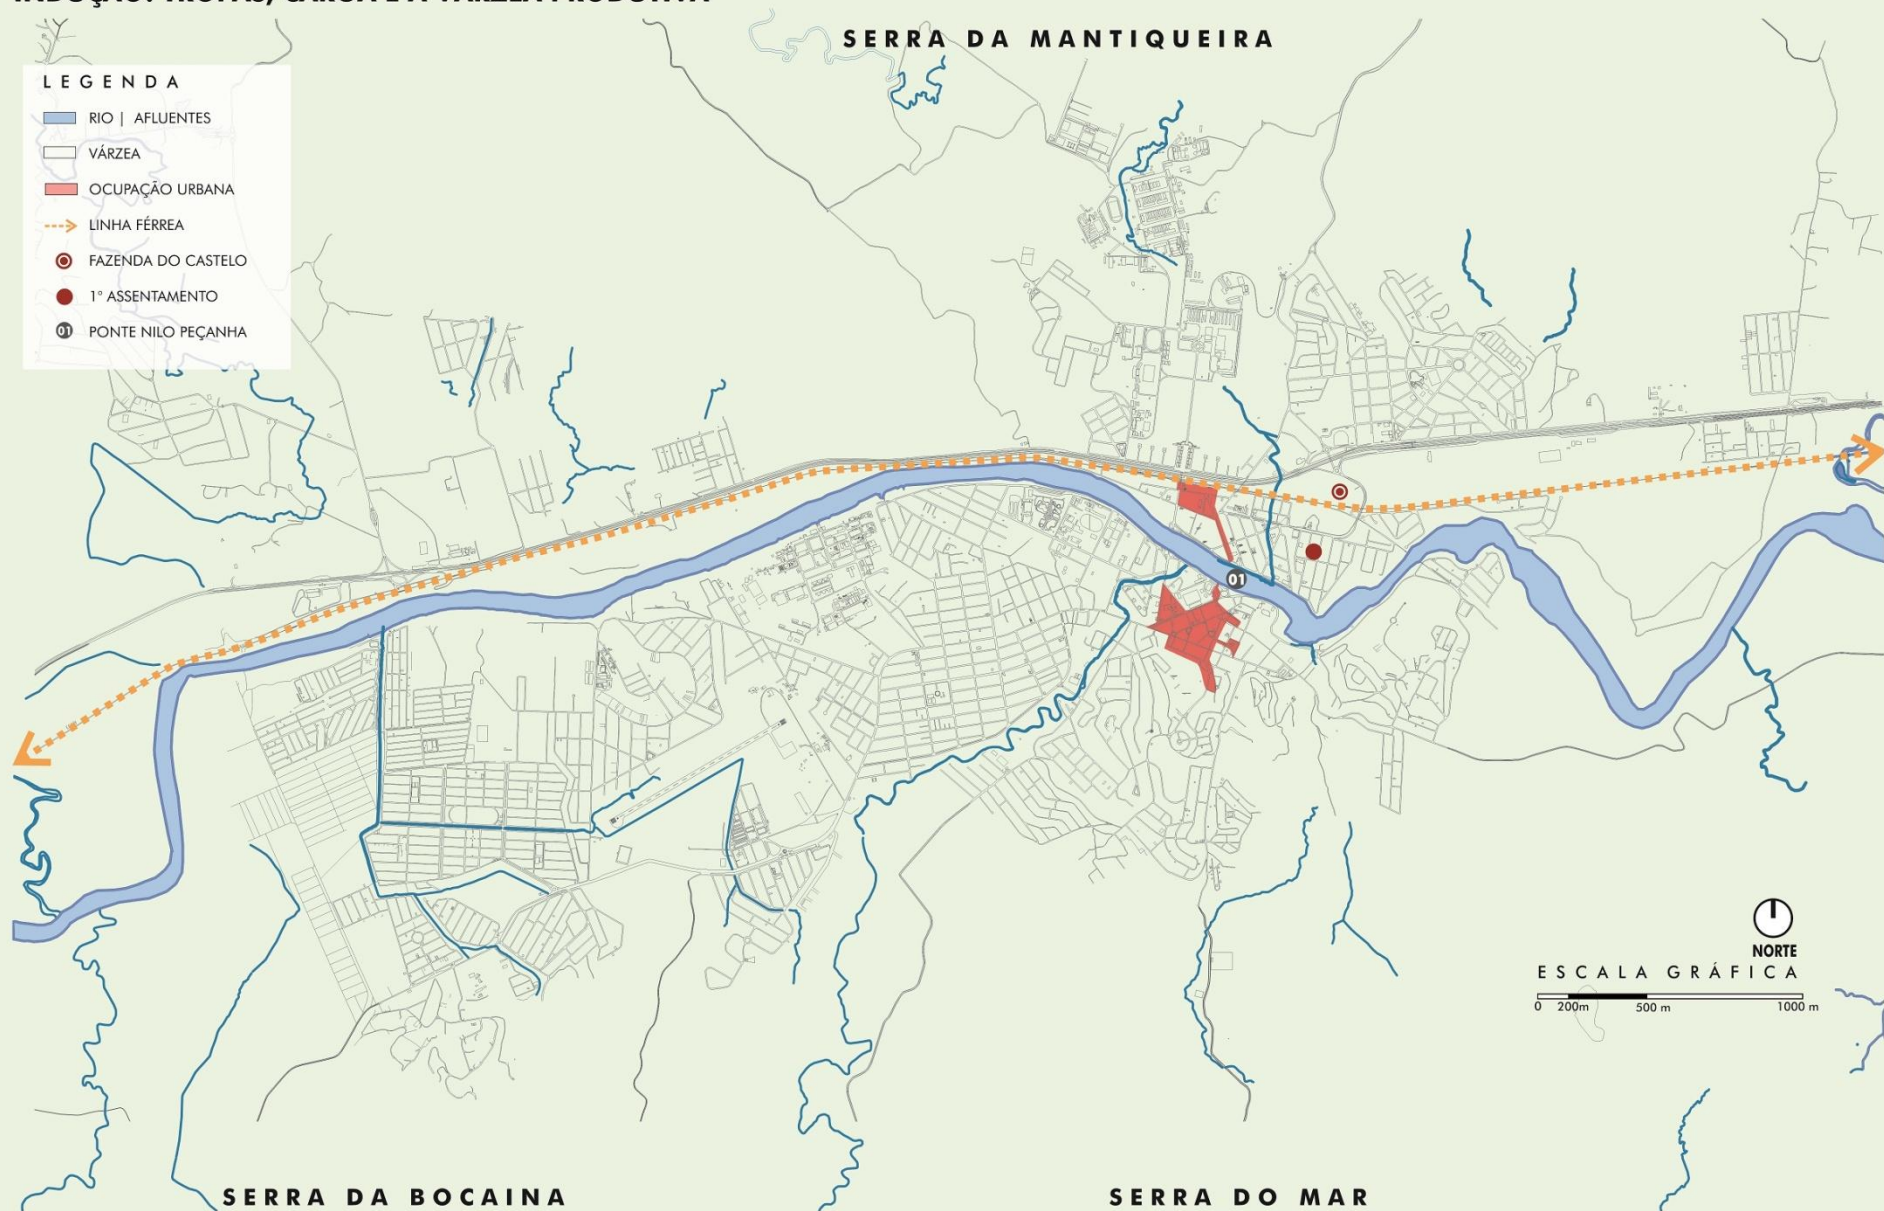 SERRA DA MANTIQUEIRA
LEGENDA
RIO | AFLUENTES
VÁRZEA
OCUPAÇÃO URBANA
LINHA FÉRREA
FAZENDA DO CASTELO
1° ASSENTAMENTO
01 PONTE NILO PEÇANHA
01
NORTE
ESCALA GRÁFICA
0 200m 500 m 1000 m
SERRA DA BOCAINA
SERRA DO MAR